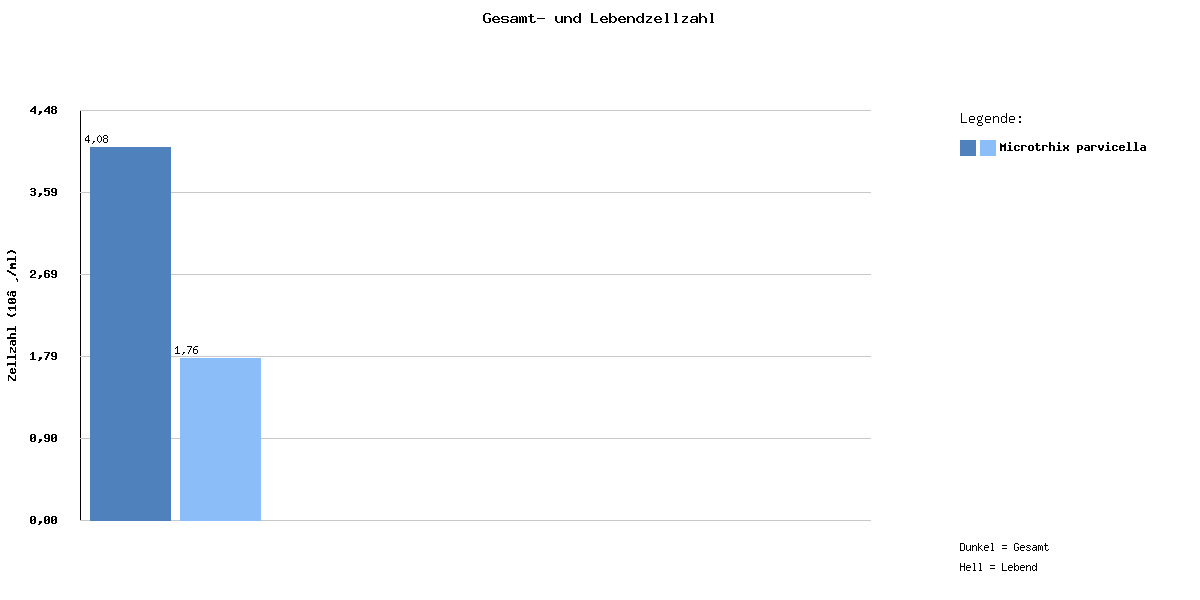 Gesamt- und Lebendzellzahl
4,48
3,59
2,69
1,79
0,90
0,00
Zellzahl (10â ¸/ml)
4,08
1,76
Legende:
Microtrhix parvicella
Dunkel = Gesamt
Hell = Lebend